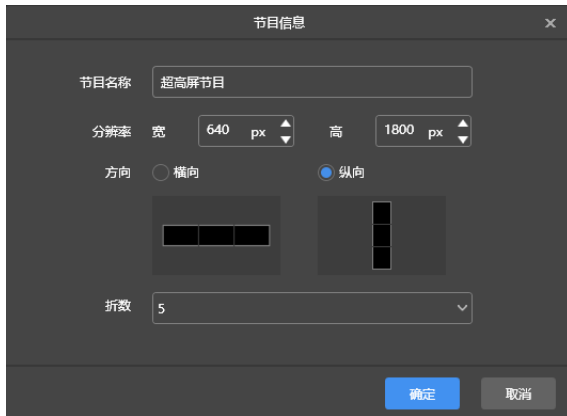 节目信息
节目名称 超高屏节目
分辨率 宽 640 px 高 1800 px
方向 横向 纵向
折数 5
确定 取消